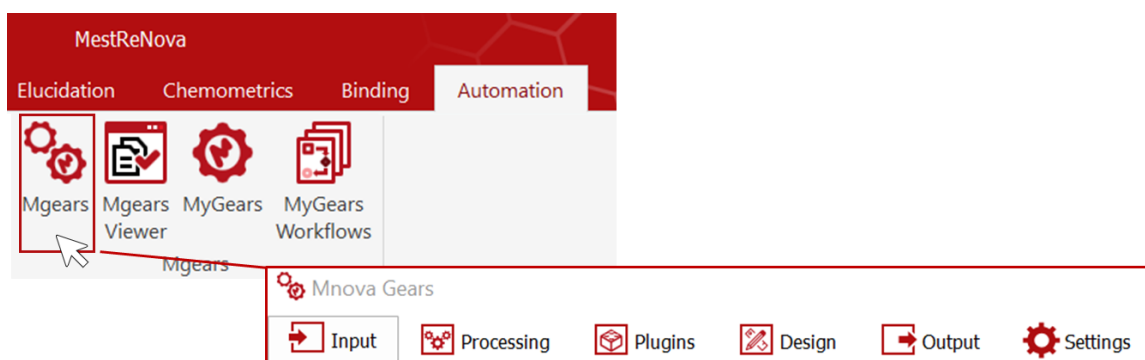 MestReNova
Elucidation Chemometrics Binding Automation
Mgears Mgears Viewer MyGears MyGears Workflows
Mgears
Mnova Gears
Input Processing Plugins Design Output Settings